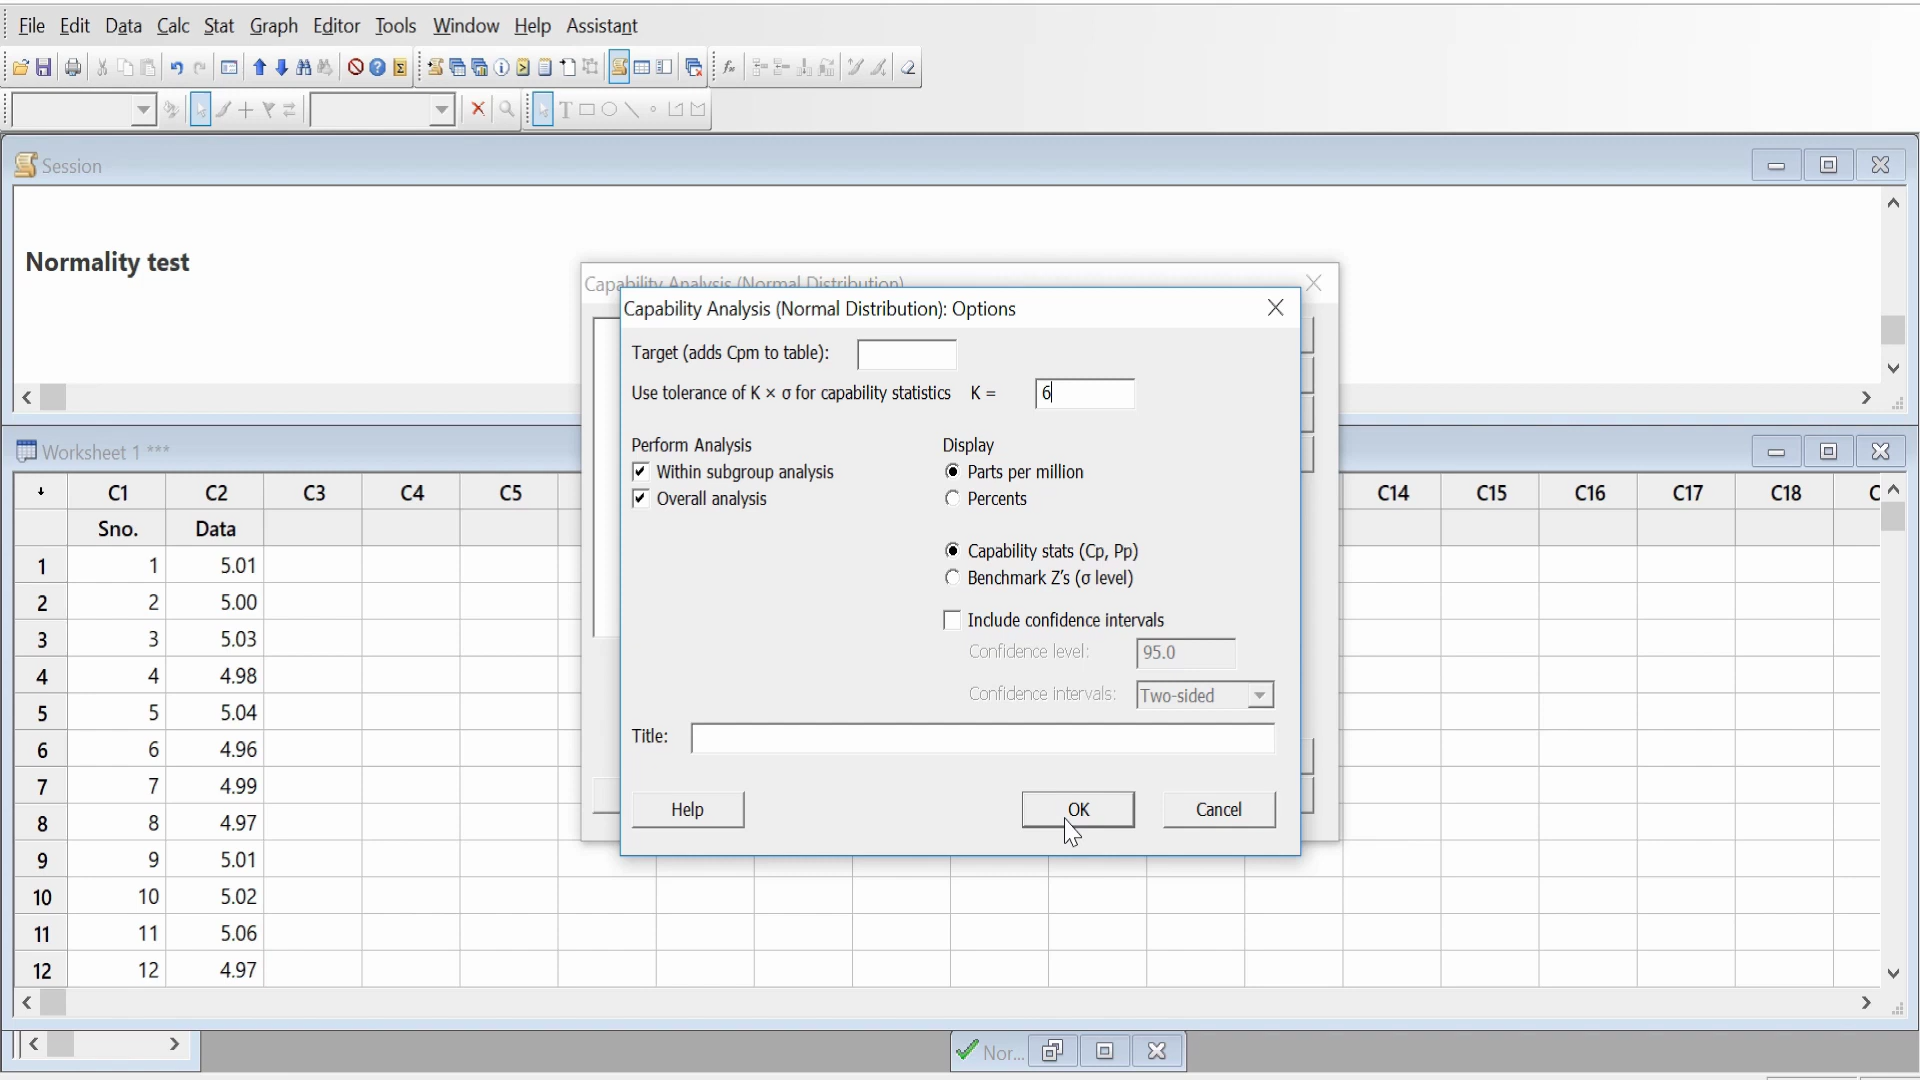 File Edit Data Calc Stat Graph Editor Tools Window Help Assistant
Session
Normality test
Capability Analysis (Normal Distribution)
Capability Analysis (Normal Distribution): Options
Target (adds Cpm to table):
Use tolerance of K × σ for capability statistics K = 6
Perform Analysis Display
Within subgroup analysis Parts per million
Overall analysis Percents
Capability stats (Cp, Pp)
Benchmark Z's (σ level)
Include confidence intervals
Confidence level: 95.0
Confidence intervals: Two-sided
Title:
Help OK Cancel
Worksheet 1 ***
C1 C2 C3 C4 C5 C14 C15 C16 C17 C18 C
Sno. Data
1 1 5.01
2 2 5.00
3 3 5.03
4 4 4.98
5 5 5.04
6 6 4.96
7 7 4.99
8 8 4.97
9 9 5.01
10 10 5.02
11 11 5.06
12 12 4.97
Nor...